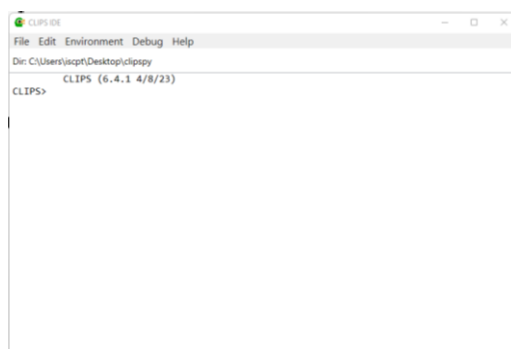 CLIPS IDE
File Edit Environment Debug Help
Dir: C:\Users\iscpt\Desktop\clipspy
CLIPS (6.4.1 4/8/23)
CLIPS>